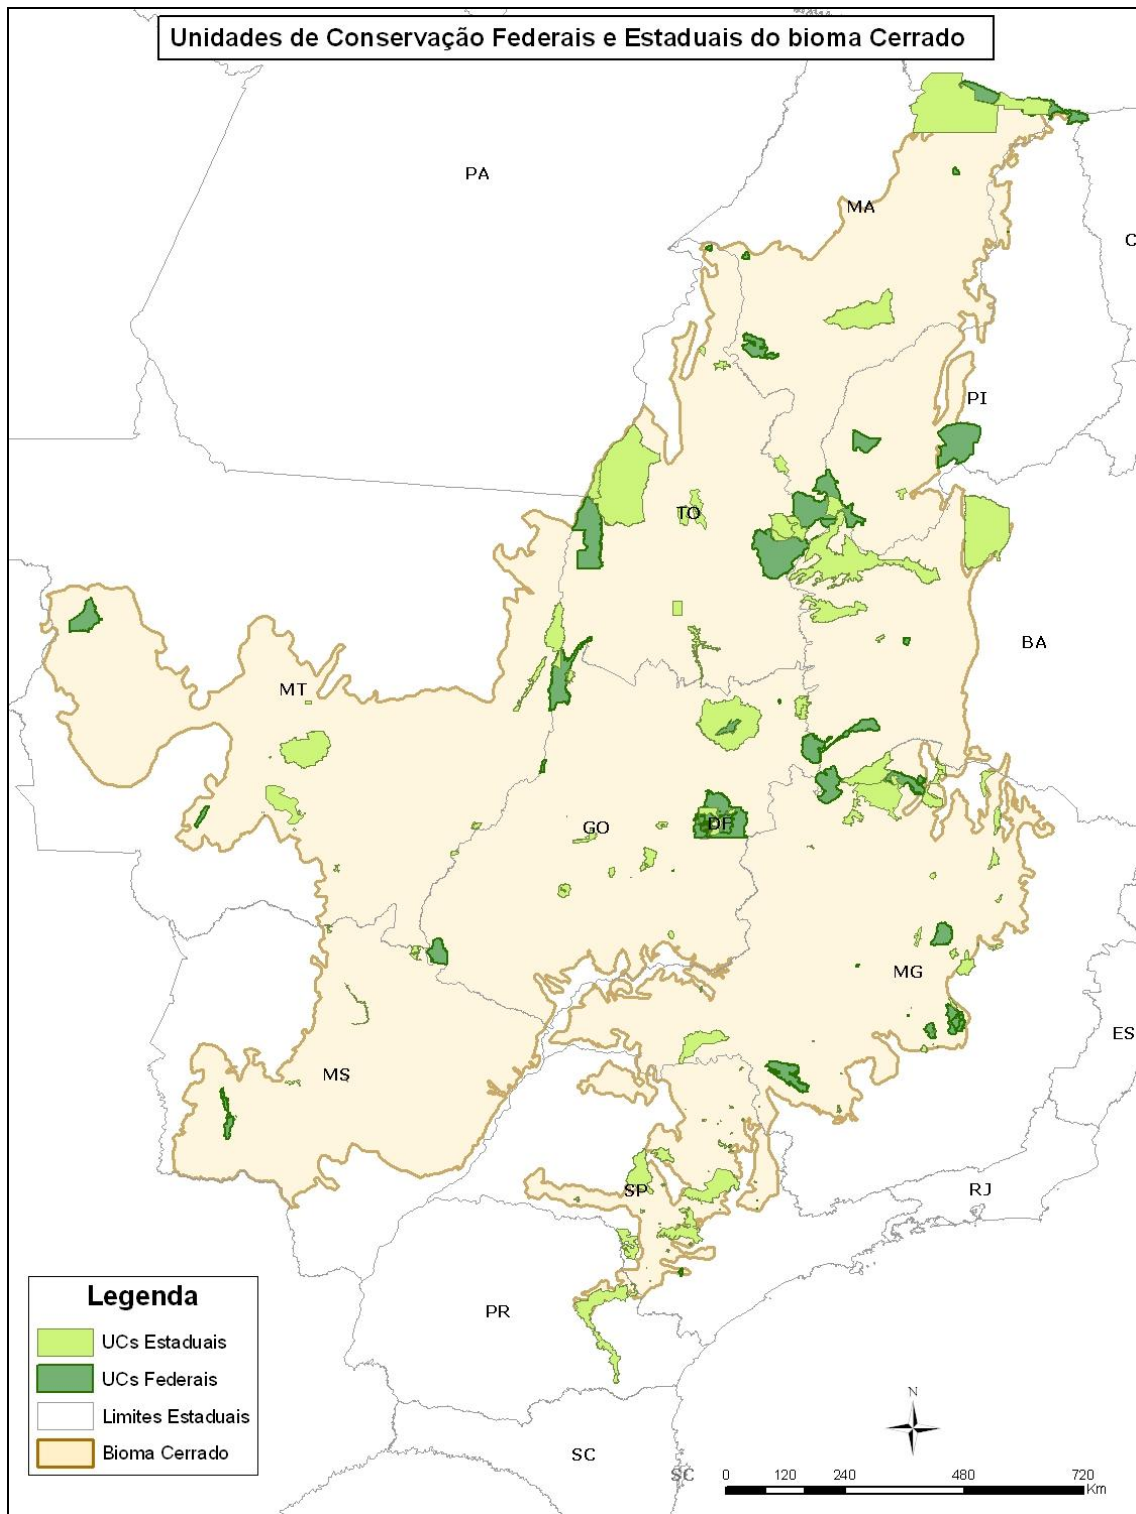 Unidades de Conservação Federais e Estaduais do bioma Cerrado
PA
MA
C
PI
TO
BA
MT
GO
DF
MG
ES
MS
SP
RJ
PR
SC
SC
Legenda
UCs Estaduais
UCs Federais
Limites Estaduais
Bioma Cerrado
N
0 120 240 480 720
Km